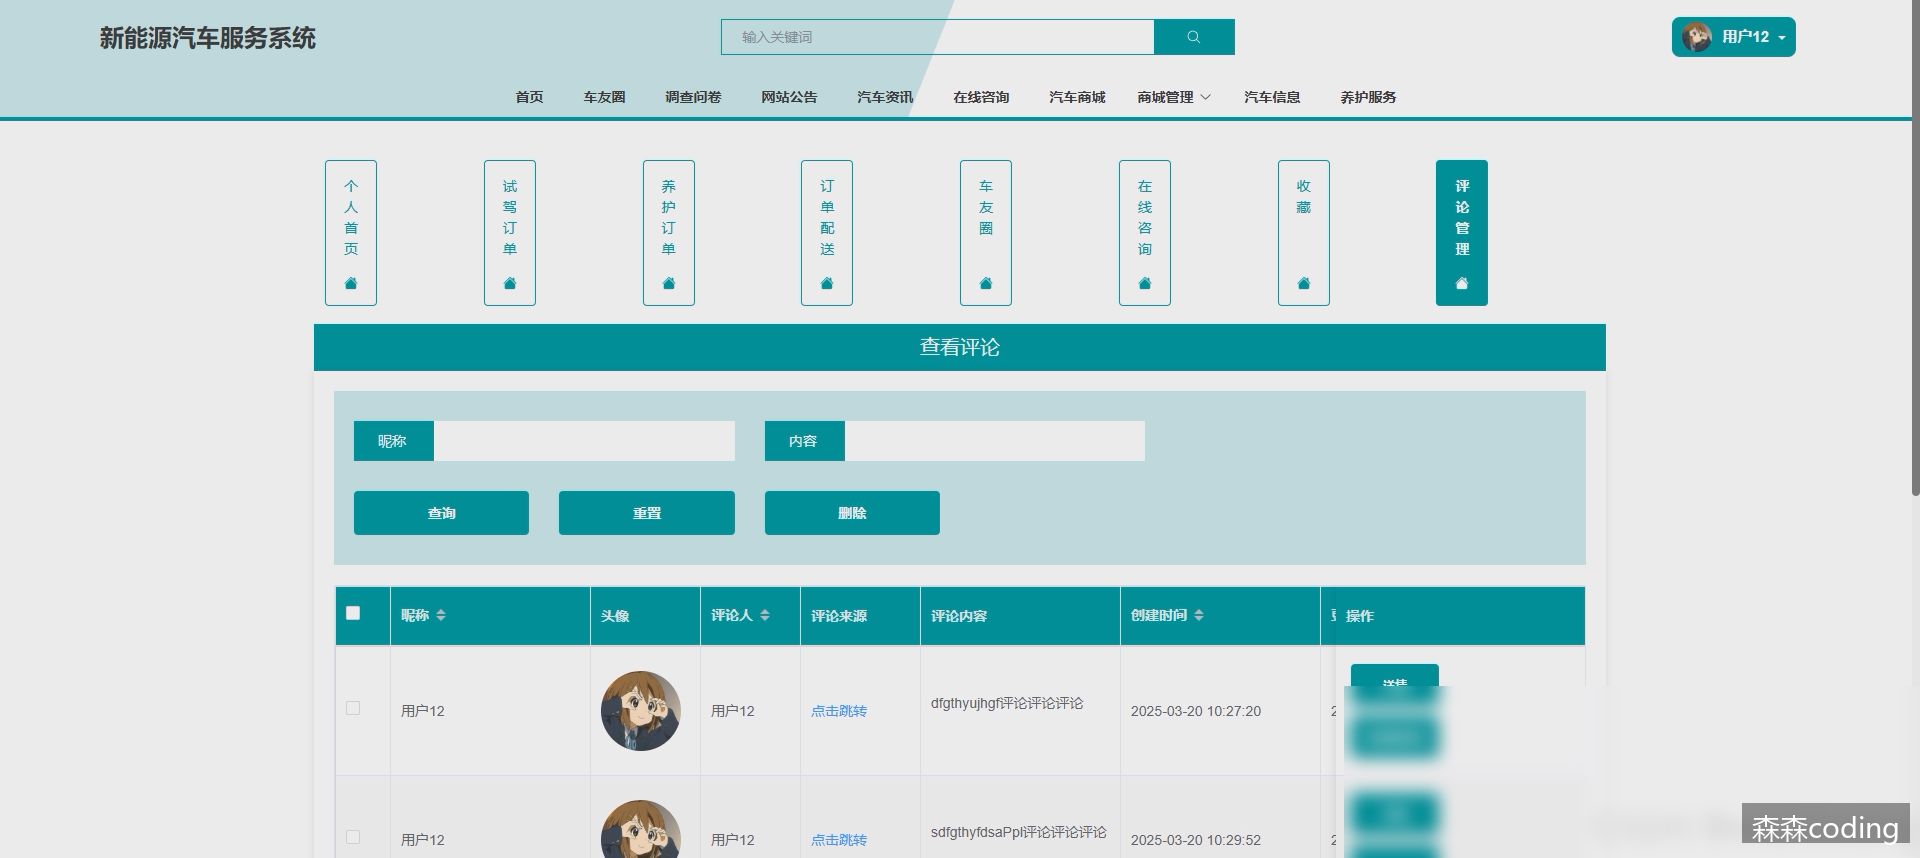 新能源汽车服务系统
输入关键词
用户12
首页 车友圈 调查问卷 网站公告 汽车资讯 在线咨询 汽车商城 商城管理 汽车信息 养护服务
个人首页
试驾订单
养护订单
订单配送
车友圈
在线咨询
收藏
评论管理
查看评论
昵称 内容
查询 重置 删除
昵称 头像 评论人 评论来源 评论内容 创建时间 操作
用户12 用户12 点击跳转 dfgthyujhgf评论评论评论 2025-03-20 10:27:20 2
详情
用户12 用户12 点击跳转 sdfgthyfdsaPpl评论评论评论 2025-03-20 10:29:52 2
森森coding